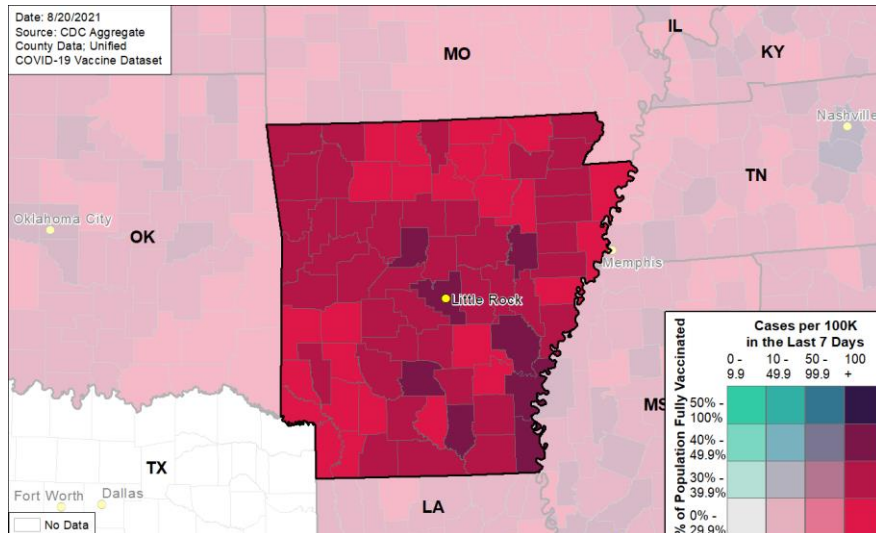 Date: 8/20/2021
Source: CDC Aggregate
County Data; Unified
COVID-19 Vaccine Dataset
IL
MO
KY
Nashville
TN
Oklahoma City
OK
Memphis
Little Rock
MS
TX
Fort Worth
Dallas
LA
No Data
Cases per 100K
in the Last 7 Days
0 - 9.9
10 - 49.9
50 - 99.9
100 +
% of Population Fully Vaccinated
50% - 100%
40% - 49.9%
30% - 39.9%
0% - 29.9%